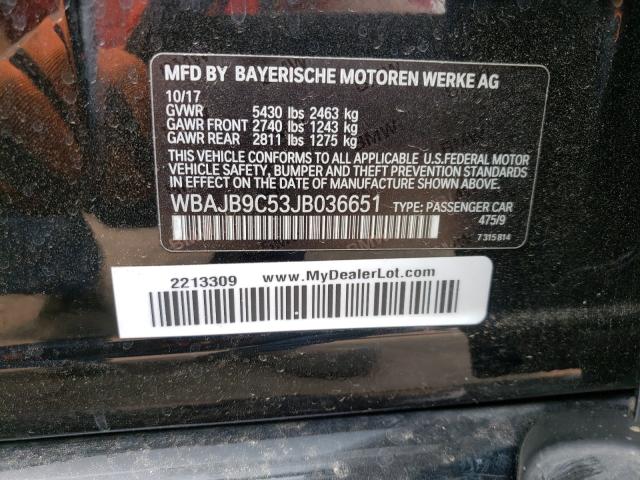 MFD BY BAYERISCHE MOTOREN WERKE AG
10/17
GVWR 5430 lbs 2463 kg
GAWR FRONT 2740 lbs 1243 kg
GAWR REAR 2811 lbs 1275 kg
THIS VEHICLE CONFORMS TO ALL APPLICABLE U.S.FEDERAL MOTOR
VEHICLE SAFETY, BUMPER AND THEFT PREVENTION
STANDARDS IN EFFECT ON THE DATE OF MANUFACTURE SHOWN ABOVE.
WBAJB9C53JB036651 TYPE: PASSENGER CAR
475/9
7 315 814
2213309 www.MyDealerLot.com